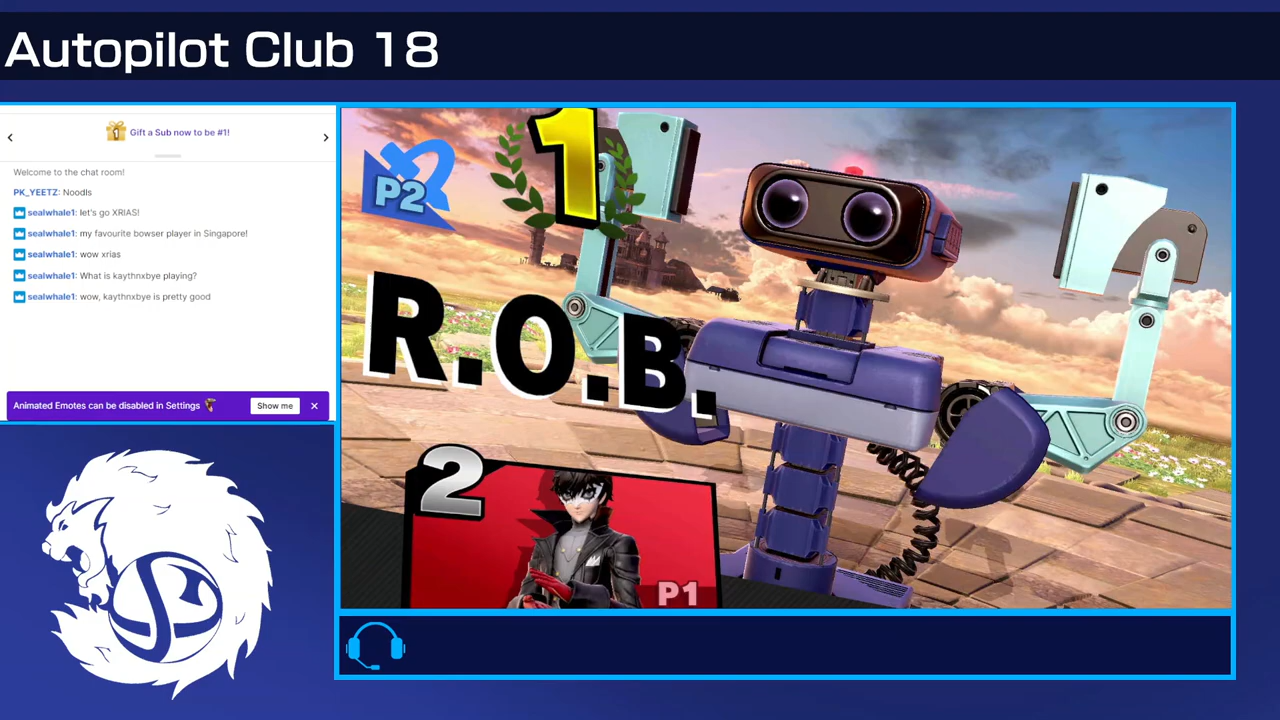 Autopilot Club 18
1
Gift a Sub now to be #1!
Welcome to the chat room!
PK_YEETZ: Noodls
sealwhale1: let's go XRIAS!
sealwhale1: my favourite bowser player in Singapore!
sealwhale1: wow xrias
sealwhale1: What is kaythnxbye playing?
sealwhale1: wow, kaythnxbye is pretty good
Animated Emotes can be disabled in Settings
Show me
P2
1
R.O.B.
2
P1